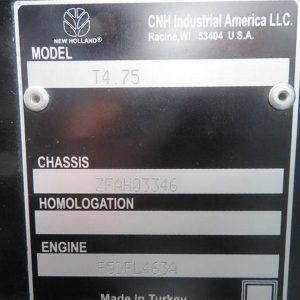 CNH Industrial America LLC.
Racine,WI 53404 U.S.A.
NEW HOLLAND
MODEL
T4.75
CHASSIS
ZFAH03346
HOMOLOGATION
ENGINE
Made in Turkey